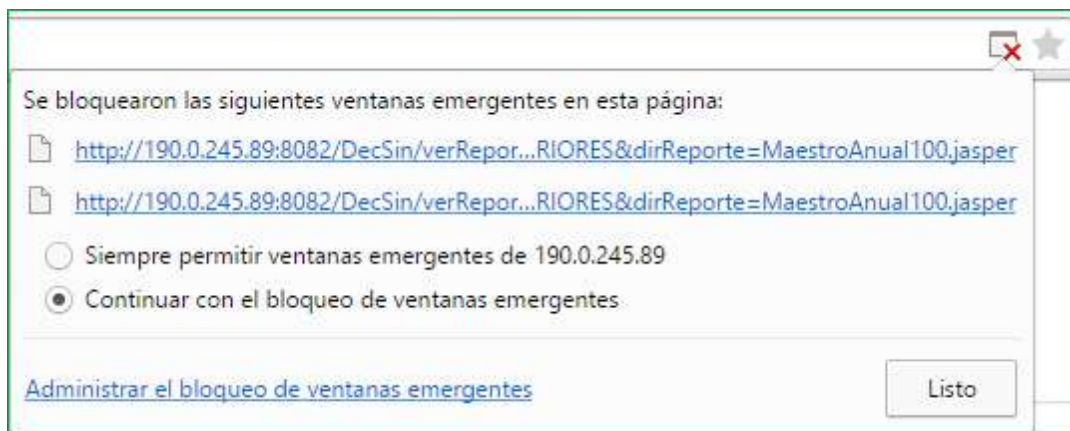 Se bloquearon las siguientes ventanas emergentes en esta página:
http://190.0.245.89:8082/DecSin/verRepor...RIORES&dirReporte=MaestroAnual100.jasper
http://190.0.245.89:8082/DecSin/verRepor...RIORES&dirReporte=MaestroAnual100.jasper
Siempre permitir ventanas emergentes de 190.0.245.89
Continuar con el bloqueo de ventanas emergentes
Administrar el bloqueo de ventanas emergentes
Listo